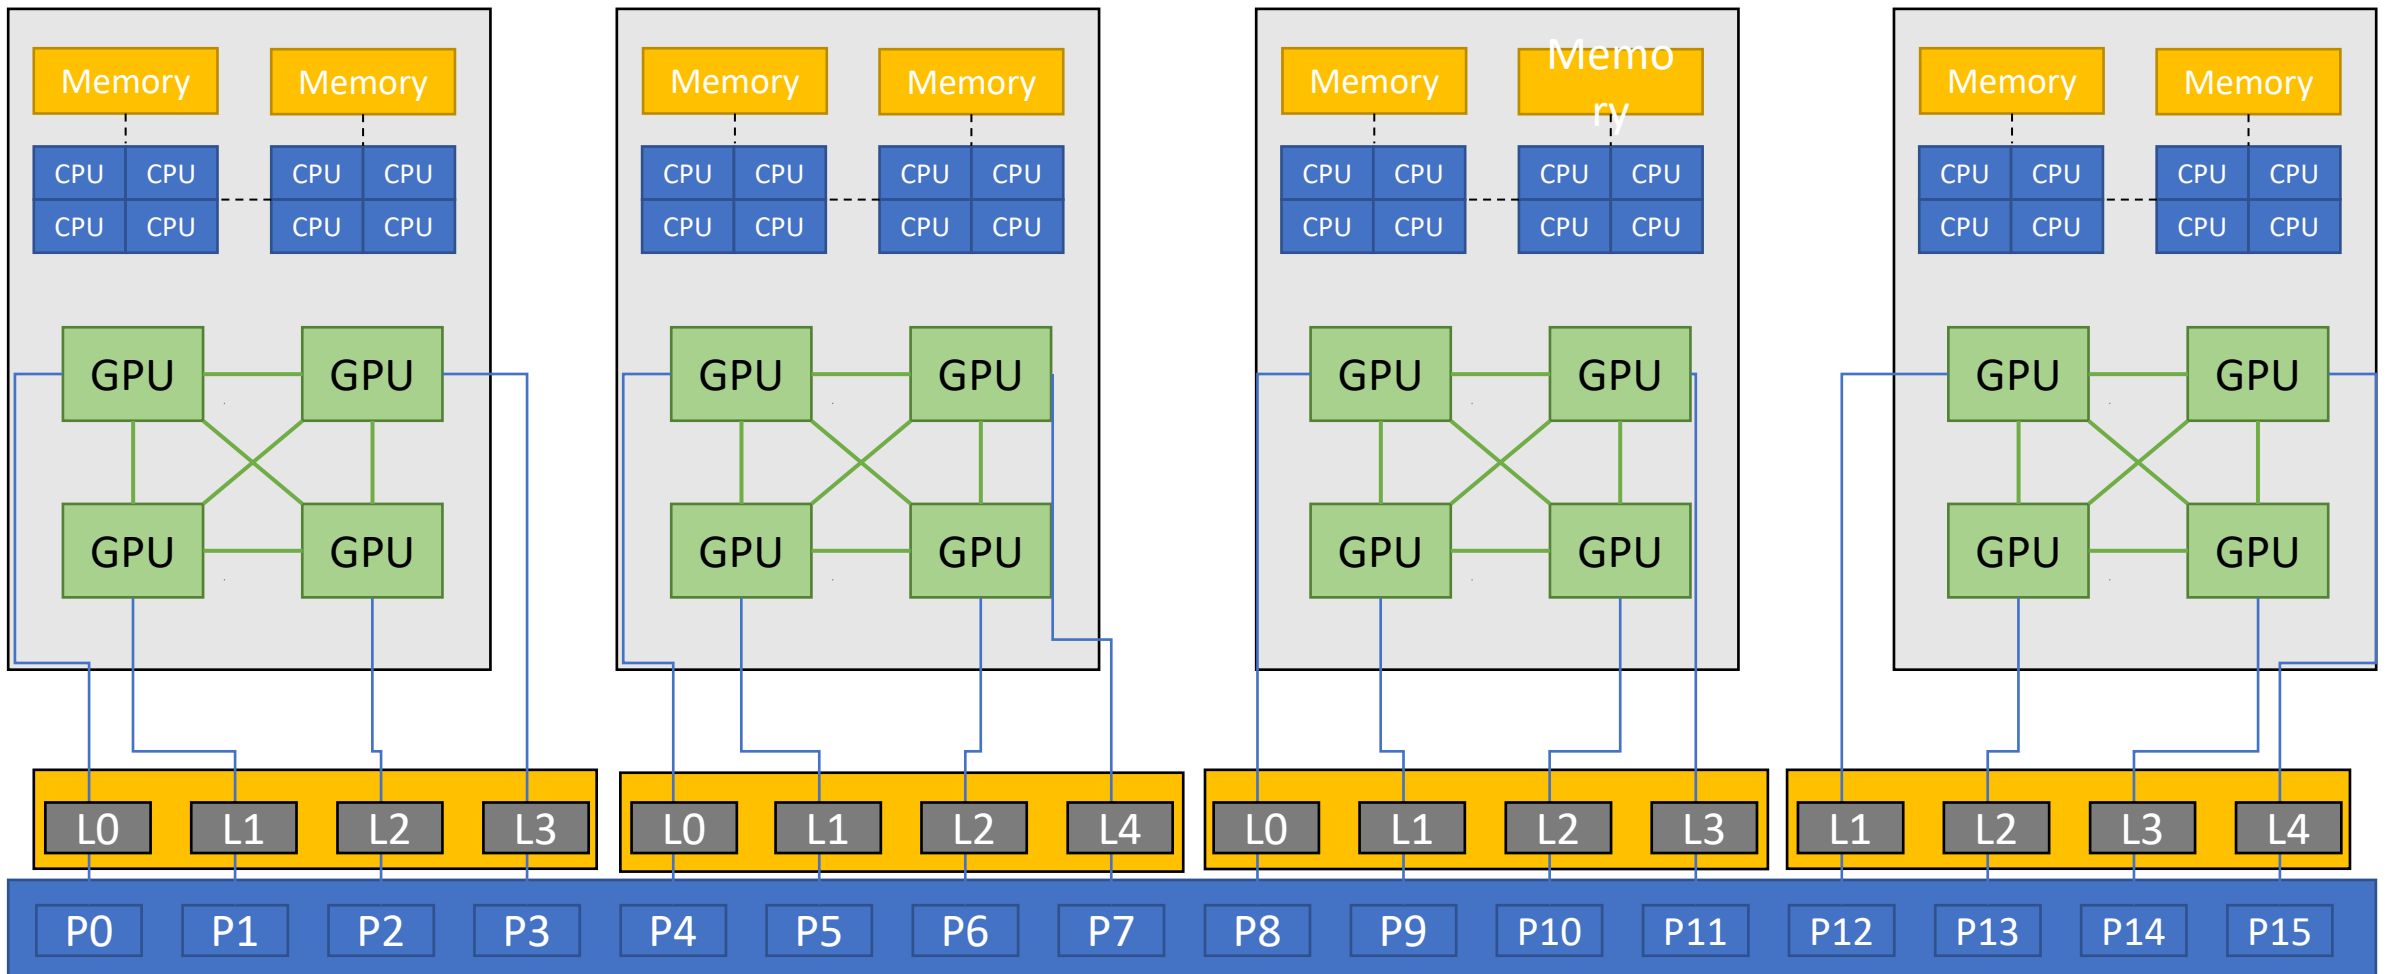 Memory Memory Memory Memory Memory Memo Memory Memory
ry
CPU CPU CPU CPU CPU CPU CPU CPU CPU CPU CPU CPU CPU CPU CPU CPU
CPU CPU CPU CPU CPU CPU CPU CPU CPU CPU CPU CPU CPU CPU CPU CPU
GPU GPU GPU GPU GPU GPU GPU GPU
GPU GPU GPU GPU GPU GPU GPU GPU
L0 L1 L2 L3 L0 L1 L2 L4 L0 L1 L2 L3 L1 L2 L3 L4
P0 P1 P2 P3 P4 P5 P6 P7 P8 P9 P10 P11 P12 P13 P14 P15